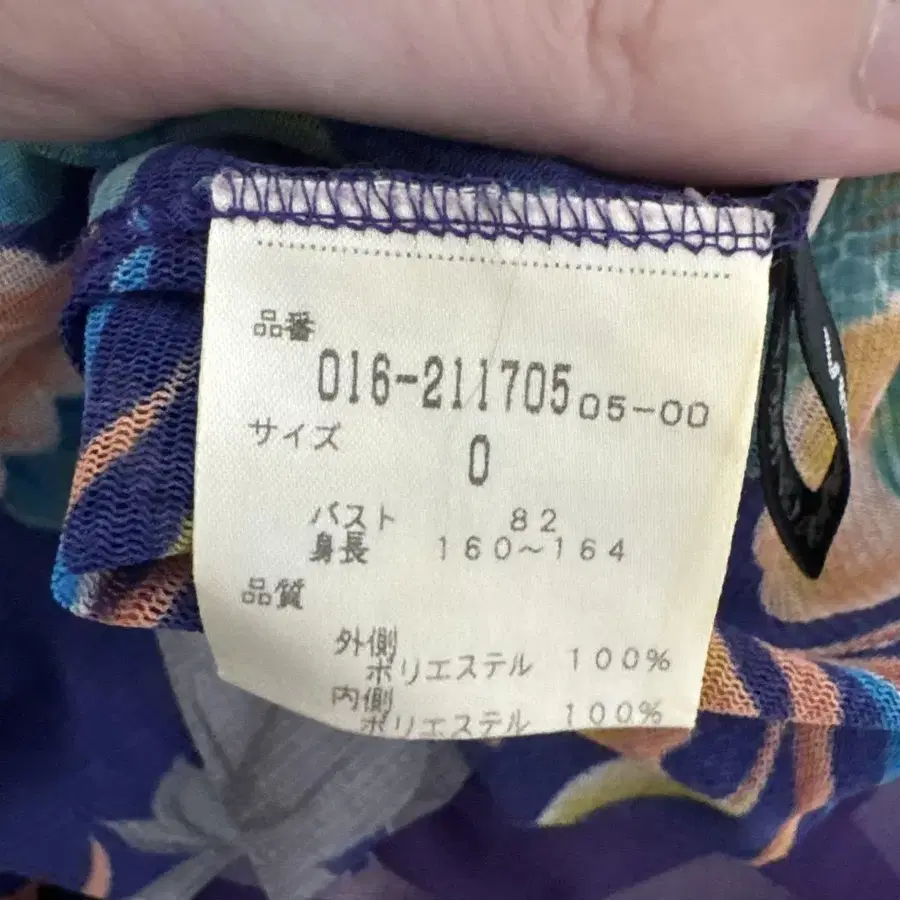 品番
016-211705 05-00
サイズ
0
バスト 82
身長 160~164
品質
外側
ポリエステル 100%
内側
ポリエステル 100%